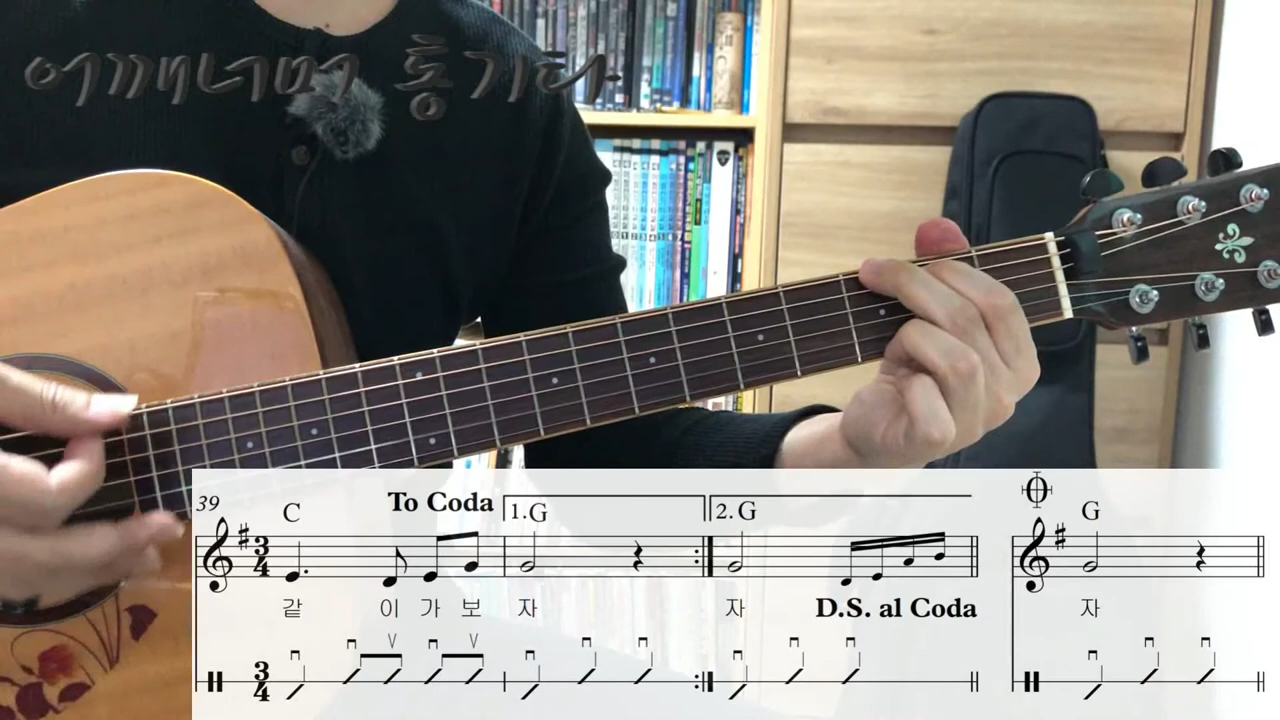 어깨너머 통기타
39
C
To Coda
1.G
2.G
G
3
4
같 이 가 보 자
자
D.S. al Coda
자
3
4